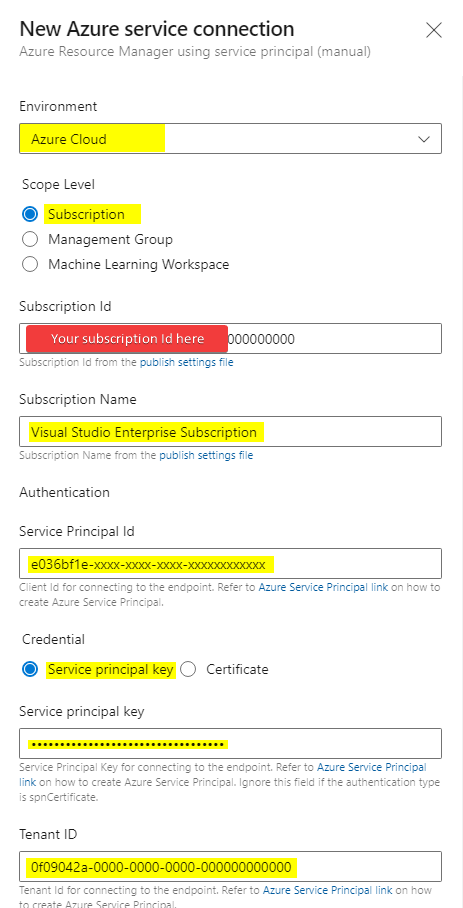 New Azure service connection
Azure Resource Manager using service principal (manual)
Environment
Azure Cloud
Scope Level
Subscription
Management Group
Machine Learning Workspace
Subscription Id
Your subscription Id here 000000000
Subscription Id from the publish settings file
Subscription Name
Visual Studio Enterprise Subscription
Subscription Name from the publish settings file
Authentication
Service Principal Id
e036bf1e-xxxx-xxxx-xxxx-xxxxxxxxxxxx
Client Id for connecting to the endpoint. Refer to Azure Service Principal link on how to
create Azure Service Principal.
Credential
Service principal key Certificate
Service principal key
Service Principal Key for connecting to the endpoint. Refer to Azure Service Principal
link on how to create Azure Service Principal. Ignore this field if the authentication type
is spnCertificate.
Tenant ID
0f09042a-0000-0000-0000-000000000000
Tenant Id for connecting to the endpoint. Refer to Azure Service Principal link on how
to create Azure Service Principal.